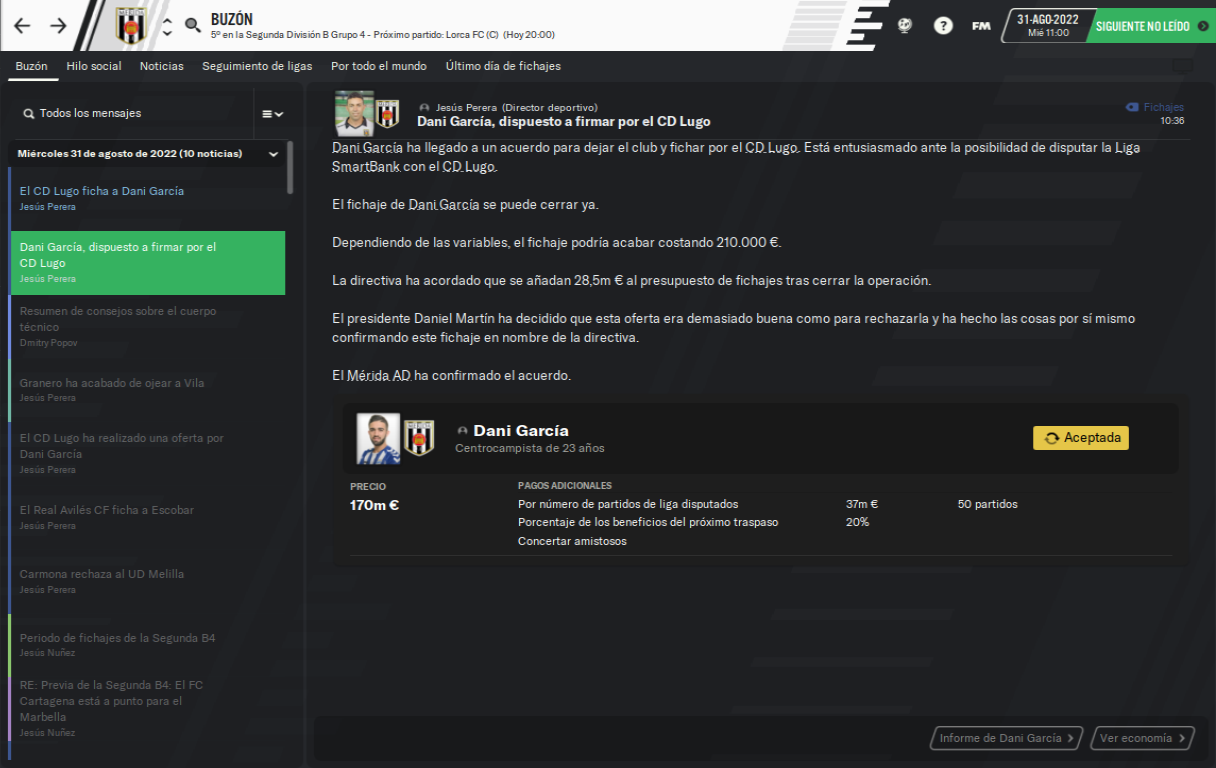 BUZÓN
5º en la Segunda División B Grupo 4 - Próximo partido: Lorca FC (C) (Hoy 20:00)
FM
31-AGO-2022
Mié 11:00
SIGUIENTE NO LEÍDO
Buzón Hilo social Noticias Seguimiento de ligas Por todo el mundo Último día de fichajes
Todos los mensajes
Miércoles 31 de agosto de 2022 (10 noticias)
El CD Lugo ficha a Dani García
Jesús Perera
Dani García, dispuesto a firmar por el
CD Lugo
Jesús Perera
Resumen de consejos sobre el cuerpo
técnico
Dmitry Popov
Granero ha acabado de ojear a Vila
Jesús Perera
El CD Lugo ha realizado una oferta por
Dani García
Jesús Perera
El Real Avilés CF ficha a Escobar
Jesús Perera
Carmona rechaza al UD Melilla
Jesús Perera
Periodo de fichajes de la Segunda B4
Jesús Nuñez
RE: Previa de la Segunda B4: El FC
Cartagena está a punto para el
Marbella
Jesús Nuñez
Jesús Perera (Director deportivo)
Dani García, dispuesto a firmar por el CD Lugo
Fichajes
10:36
Dani García ha llegado a un acuerdo para dejar el club y fichar por el CD Lugo. Está entusiasmado ante la posibilidad de disputar la Liga
SmartBank con el CD Lugo.
El fichaje de Dani García se puede cerrar ya.
Dependiendo de las variables, el fichaje podría acabar costando 210.000 €.
La directiva ha acordado que se añadan 28,5m € al presupuesto de fichajes tras cerrar la operación.
El presidente Daniel Martín ha decidido que esta oferta era demasiado buena como para rechazarla y ha hecho las cosas por sí mismo
confirmando este fichaje en nombre de la directiva.
El Mérida AD ha confirmado el acuerdo.
Dani García
Centrocampista de 23 años
Aceptada
PRECIO
170m €
PAGOS ADICIONALES
Por número de partidos de liga disputados 37m € 50 partidos
Porcentaje de los beneficios del próximo traspaso 20%
Concertar amistosos
Informe de Dani García
Ver economía